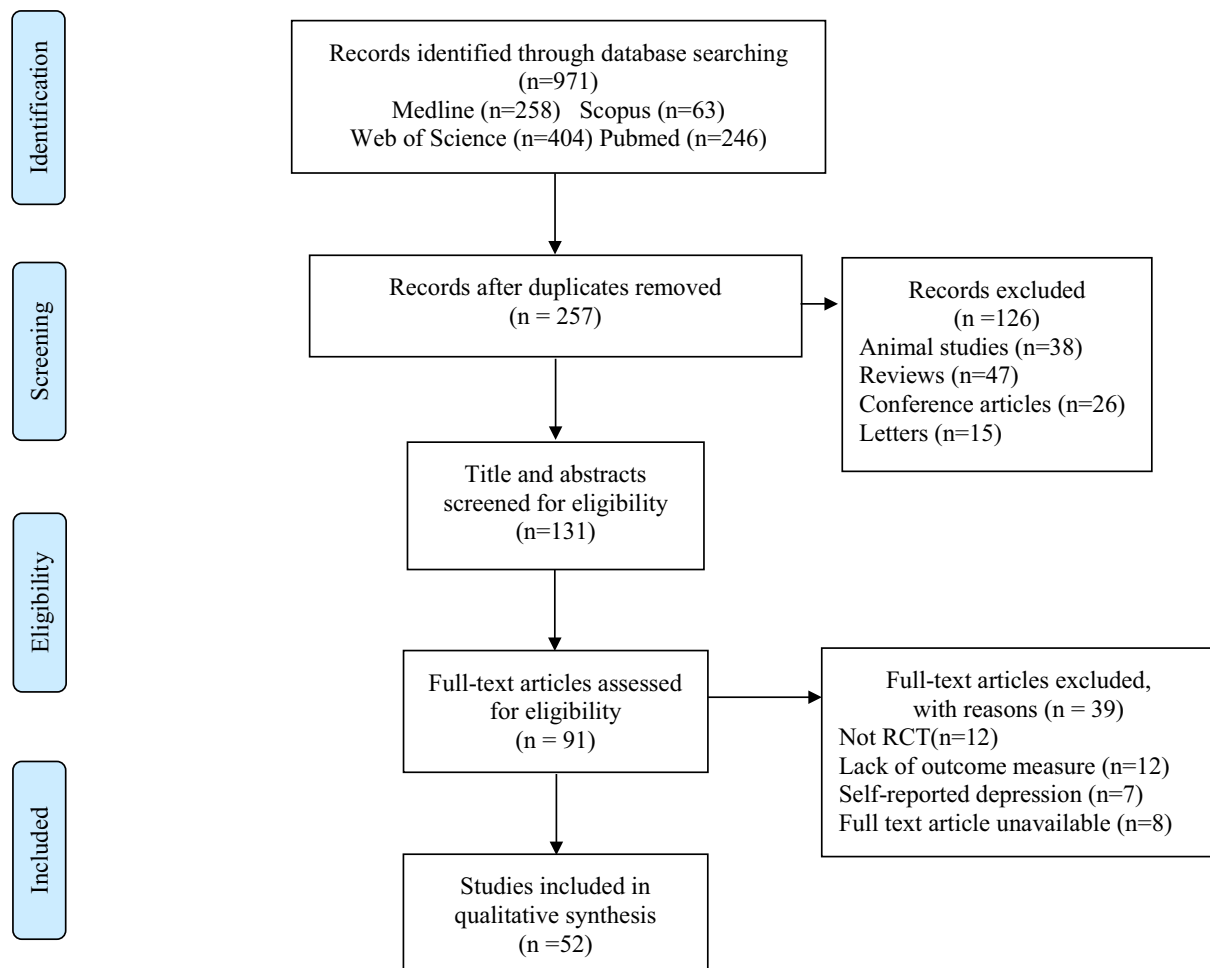 Identification
Records identified through database searching
(n=971)
Medline (n=258) Scopus (n=63)
Web of Science (n=404) Pubmed (n=246)
Screening
Records after duplicates removed
(n = 257)
Records excluded
(n =126)
Animal studies (n=38)
Reviews (n=47)
Conference articles (n=26)
Letters (n=15)
Title and abstracts
screened for eligibility
(n=131)
Eligibility
Full-text articles assessed
for eligibility
(n = 91)
Full-text articles excluded,
with reasons (n = 39)
Not RCT(n=12)
Lack of outcome measure (n=12)
Self-reported depression (n=7)
Full text article unavailable (n=8)
Included
Studies included in
qualitative synthesis
(n =52)